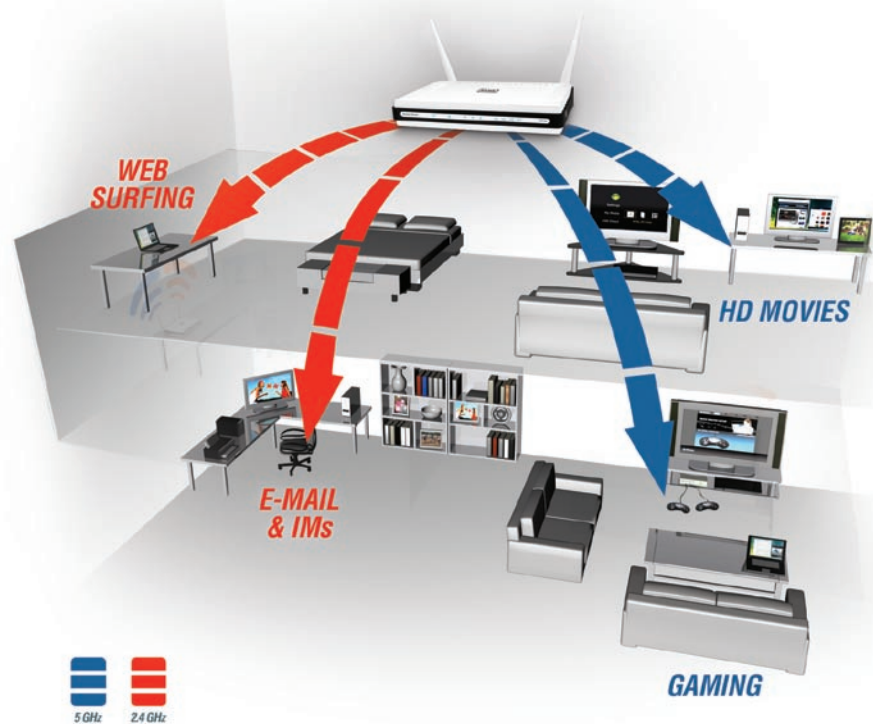 WEB
SURFING
HD MOVIES
E-MAIL
& IMs
GAMING
5 GHz
2.4 GHz